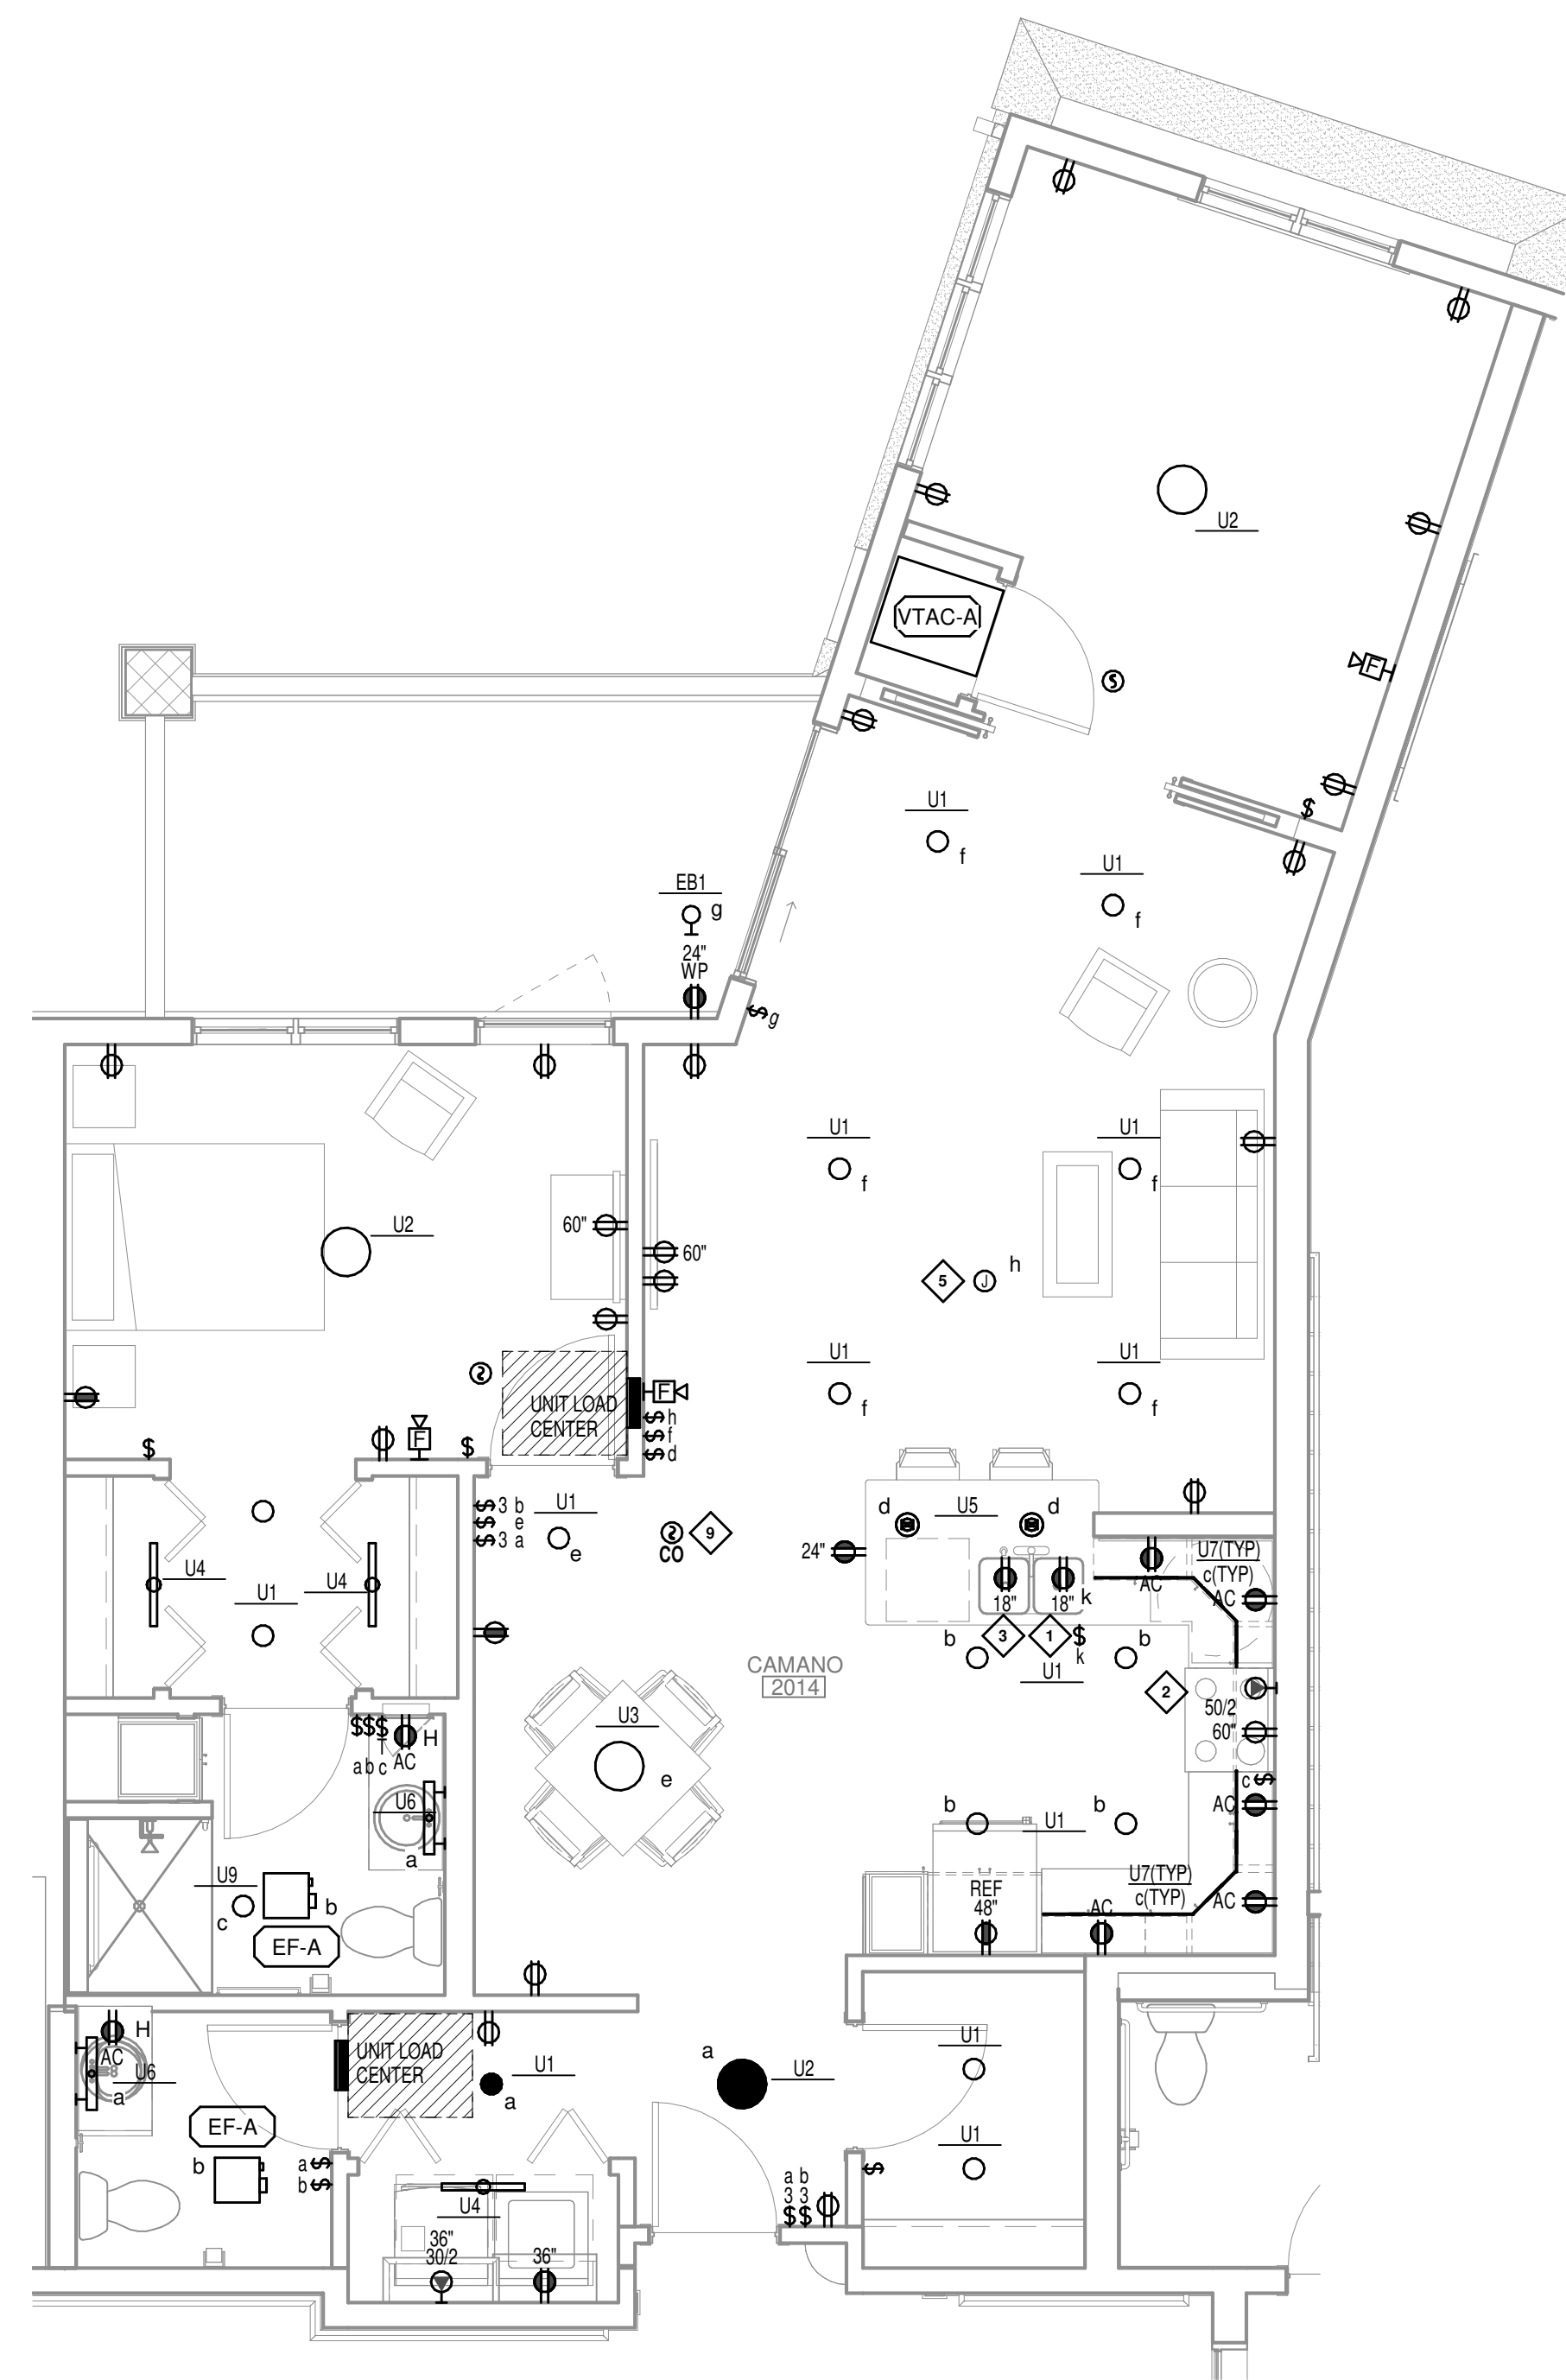 U2
VTAC-A
S
F
$
U1
f
U1
f
EB1
g
24"
WP
$ g
U1
f
U1
f
U2
60"
60"
5
J
h
U1
f
U1
f
S
UNIT LOAD
CENTER
F
$ h
$ f
$ d
F
$
$
$ 3 b
$ e
$ 3 a
U1
e
S
CO
9
d
U5
d
24"
U7(TYP)
c(TYP)
AC
AC
18"
18"
k
U4
U4
U1
b
3
1
$
k
b
U1
CAMANO
2014
2
50/2
60"
c $
AC
U3
e
$$$
a b c
H
AC
U6
a
b
U1
b
U7(TYP)
c(TYP)
REF
48"
AC
AC
U9
c
b
EF-A
H
AC
U6
a
UNIT LOAD
CENTER
U1
a
a
U2
U1
EF-A
b
U1
a $
b $
$
U4
a b
3 3
$ $
36"
30/2
36"